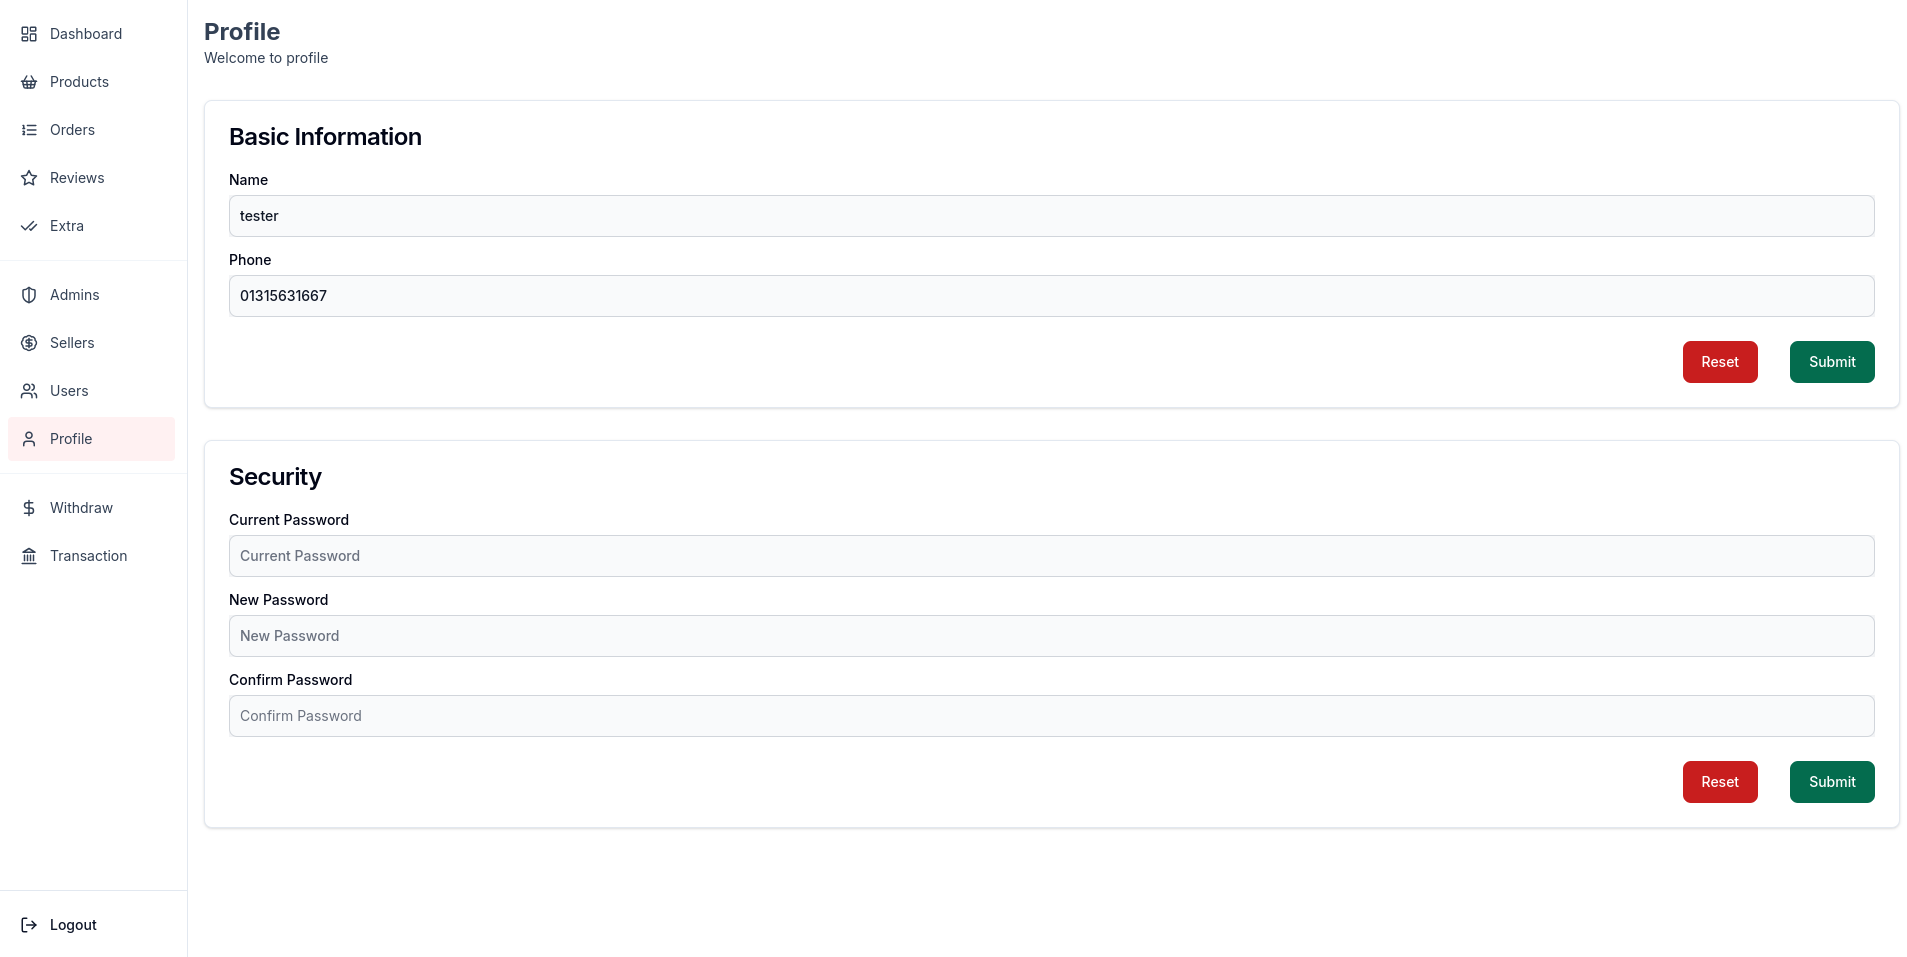 Dashboard
Products
Orders
Reviews
Extra
Admins
Sellers
Users
Profile
Withdraw
Transaction
Logout
Profile
Welcome to profile
Basic Information
Name
tester
Phone
01315631667
Reset Submit
Security
Current Password
Current Password
New Password
New Password
Confirm Password
Confirm Password
Reset Submit